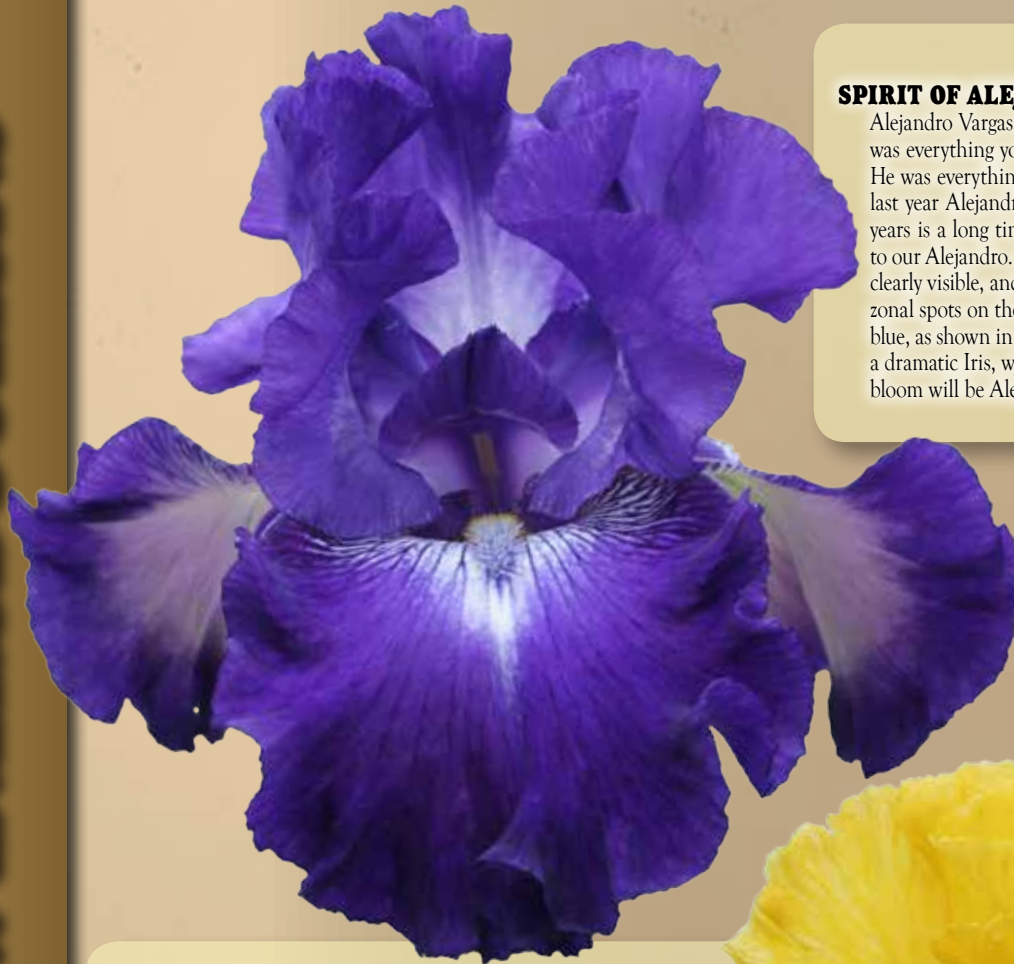 SPIRIT OF ALE
Alejandro Vargas
was everything yo
He was everythin
last year Alejandr
years is a long tin
to our Alejandro.
clearly visible, and
zonal spots on the
blue, as shown in
a dramatic Iris, w
bloom will be Ale